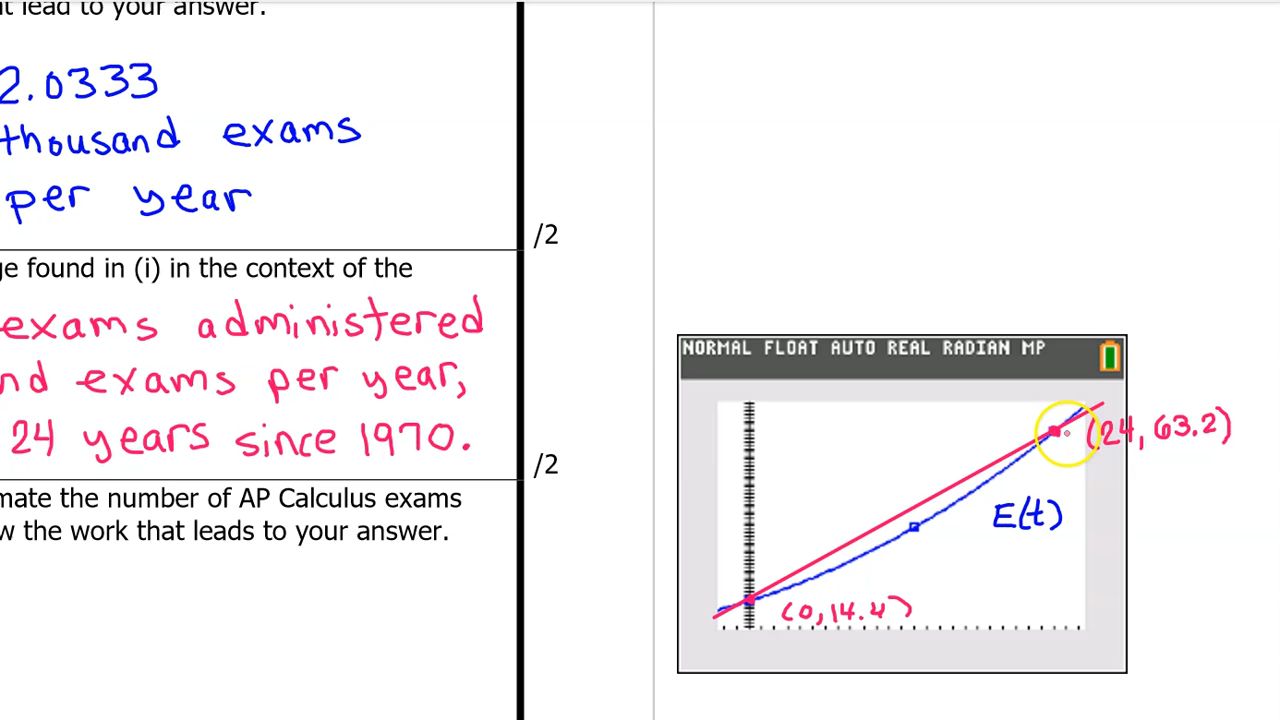 t lead to your answer.
2.0333
thousand exams
per year
/2
ge found in (i) in the context of the
exams administered
nd exams per year,
24 years since 1970.
/2
mate the number of AP Calculus exams
w the work that leads to your answer.
NORMAL FLOAT AUTO REAL RADIAN MP
(24, 63.2)
E(t)
(0, 14.4)